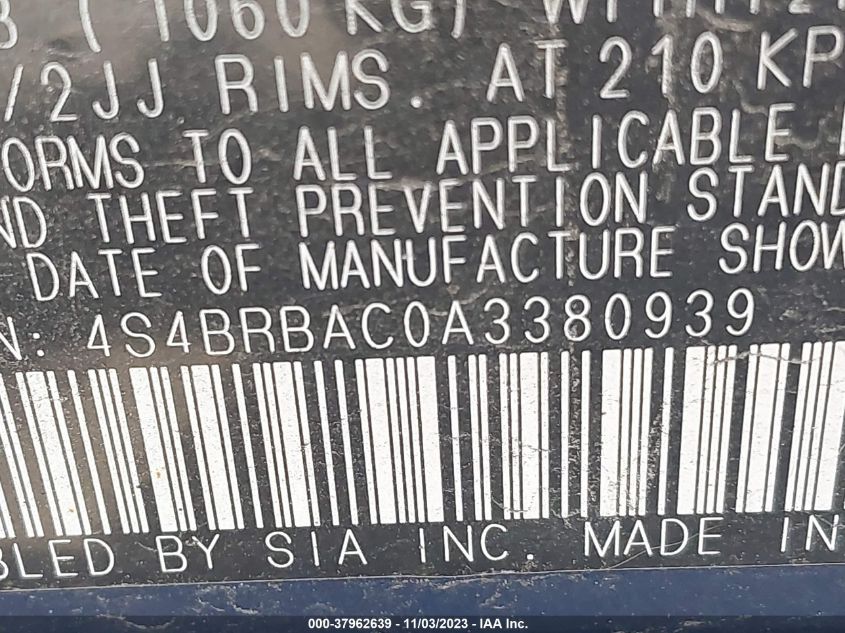 ( 1060 KG)
/2JJ RIMS. AT 210 KP
ORMS TO ALL APPLICABLE
ND THEFT PREVENTION STAND
DATE OF MANUFACTURE SHOW
N: 4S4BRBAC0A3380939
BLED BY SIA INC. MADE IN
000-37962639 - 11/03/2023 - © IAA Inc.